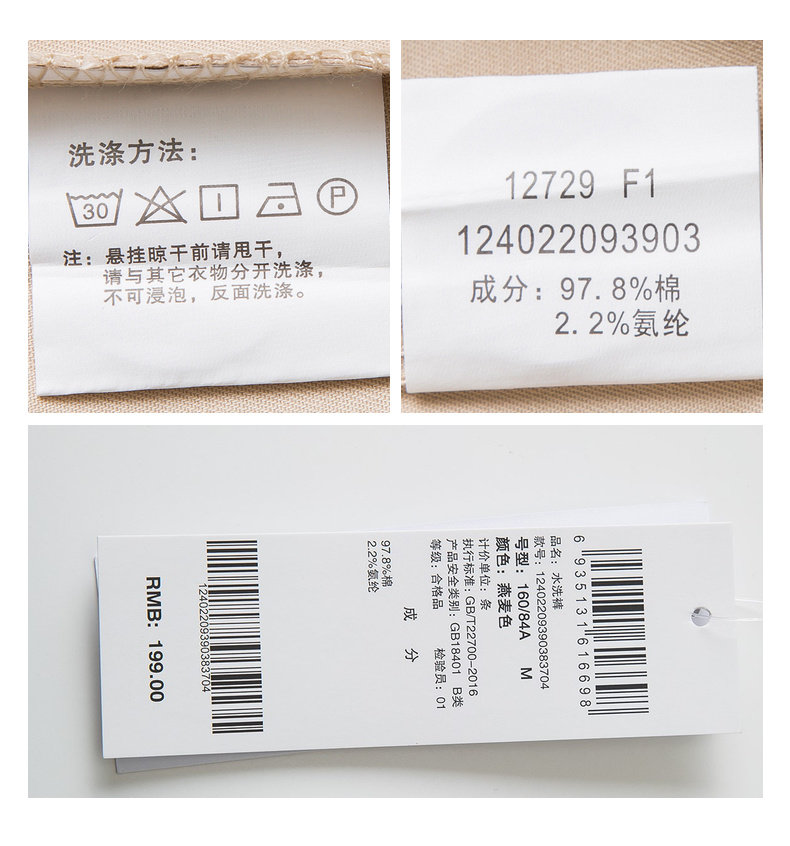 洗涤方法：
30
P
注：悬挂晾干前请甩干，
请与其它衣物分开洗涤，
不可浸泡，反面洗涤。
12729 F1
124022093903
成分：97.8%棉
2.2%氨纶
6 935131 616698
品名：水洗裤
款号：12402209390383704
号型：160/84A M
颜色：燕麦色
计价单位：条
执行标准：GB/T22700-2016
产品安全类别：GB18401 B类
等级：合格品 检验员：01
成 分
97.8%棉
2.2%氨纶
12402209390383704
RMB: 199.00